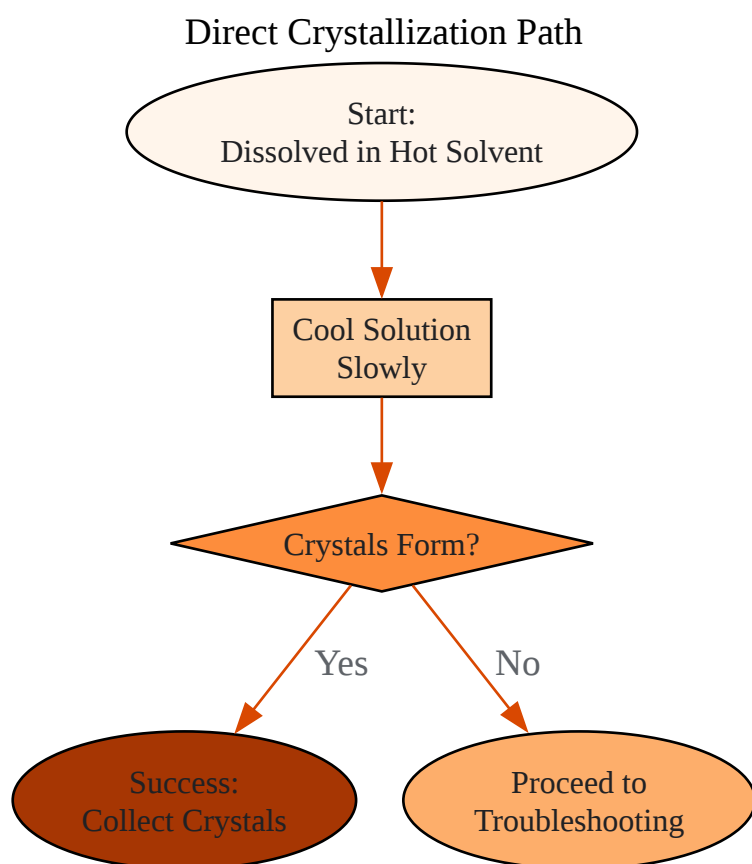 Direct Crystallization Path
Start:
Dissolved in Hot Solvent
Cool Solution
Slowly
Crystals Form?
Yes
No
Success:
Collect Crystals
Proceed to
Troubleshooting